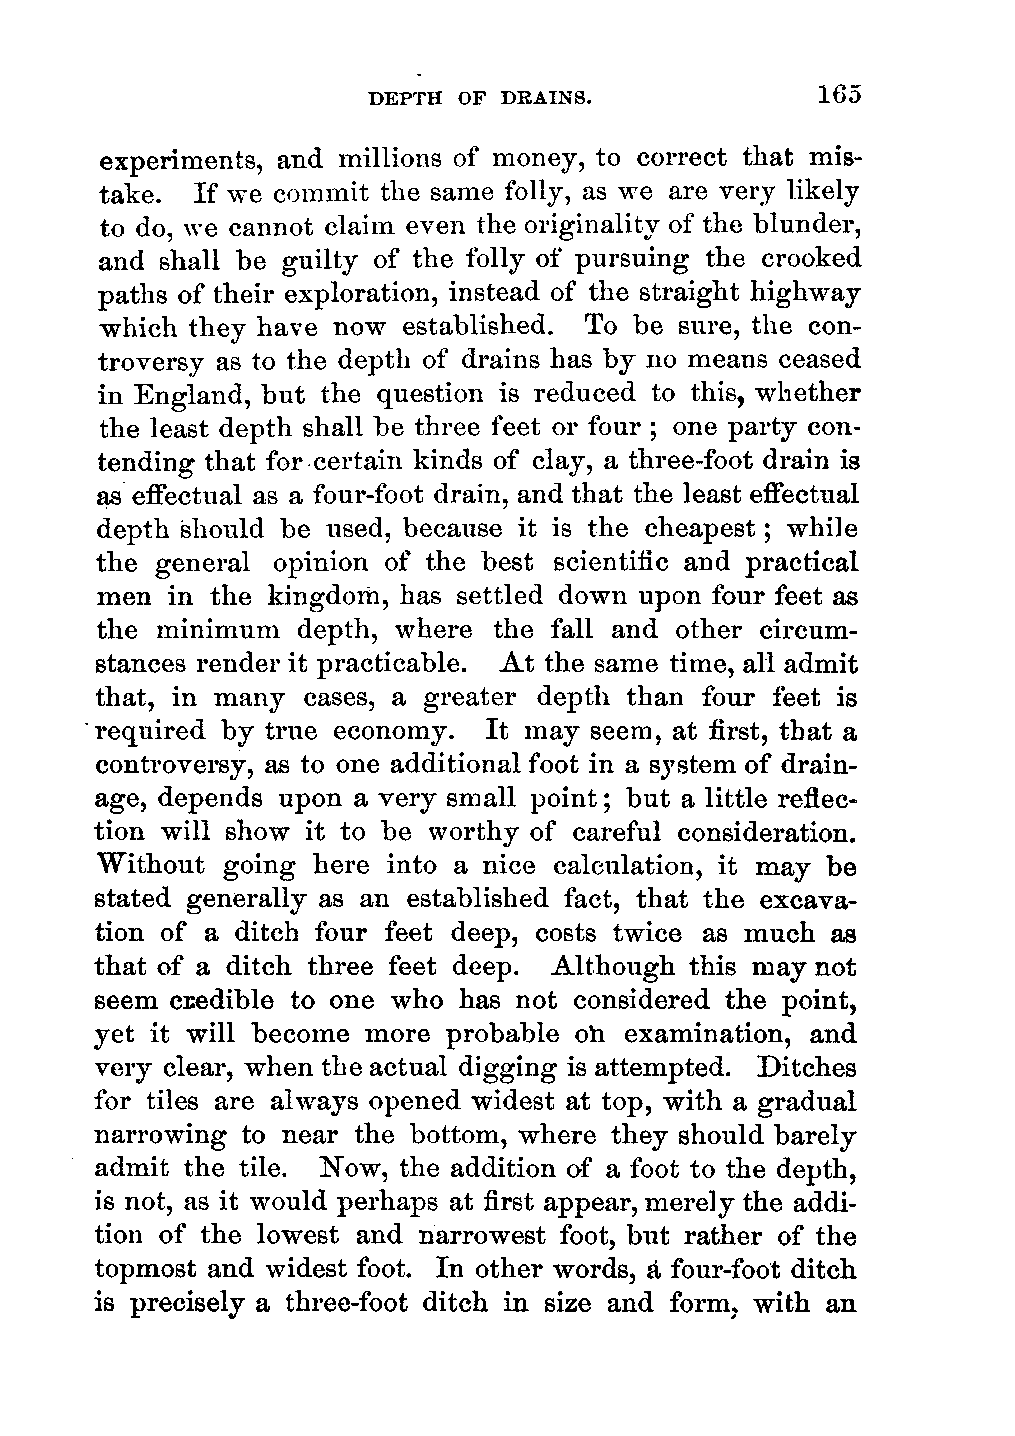 DEPTH OF DRAINS. 165
experiments, and millions of money, to correct that mis-
take. If we commit the same folly, as we are very likely
to do, we cannot claim even the originality of the blunder,
and shall be guilty of the folly of pursuing the crooked
paths of their exploration, instead of the straight highway
which they have now established. To be sure, the con-
troversy as to the depth of drains has by no means ceased
in England, but the question is reduced to this, whether
the least depth shall be three feet or four ; one party con-
tending that for certain kinds of clay, a three-foot drain is
as effectual as a four-foot drain, and that the least effectual
depth should be used, because it is the cheapest ; while
the general opinion of the best scientific and practical
men in the kingdom, has settled down upon four feet as
the minimum depth, where the fall and other circum-
stances render it practicable. At the same time, all admit
that, in many cases, a greater depth than four feet is
required by true economy. It may seem, at first, that a
controversy, as to one additional foot in a system of drain-
age, depends upon a very small point ; but a little reflec-
tion will show it to be worthy of careful consideration.
Without going here into a nice calculation, it may be
stated generally as an established fact, that the excava-
tion of a ditch four feet deep, costs twice as much as
that of a ditch three feet deep. Although this may not
seem credible to one who has not considered the point,
yet it will become more probable on examination, and
very clear, when the actual digging is attempted. Ditches
for tiles are always opened widest at top, with a gradual
narrowing to near the bottom, where they should barely
admit the tile. Now, the addition of a foot to the depth,
is not, as it would perhaps at first appear, merely the addi-
tion of the lowest and narrowest foot, but rather of the
topmost and widest foot. In other words, a four-foot ditch
is precisely a three-foot ditch in size and form, with an